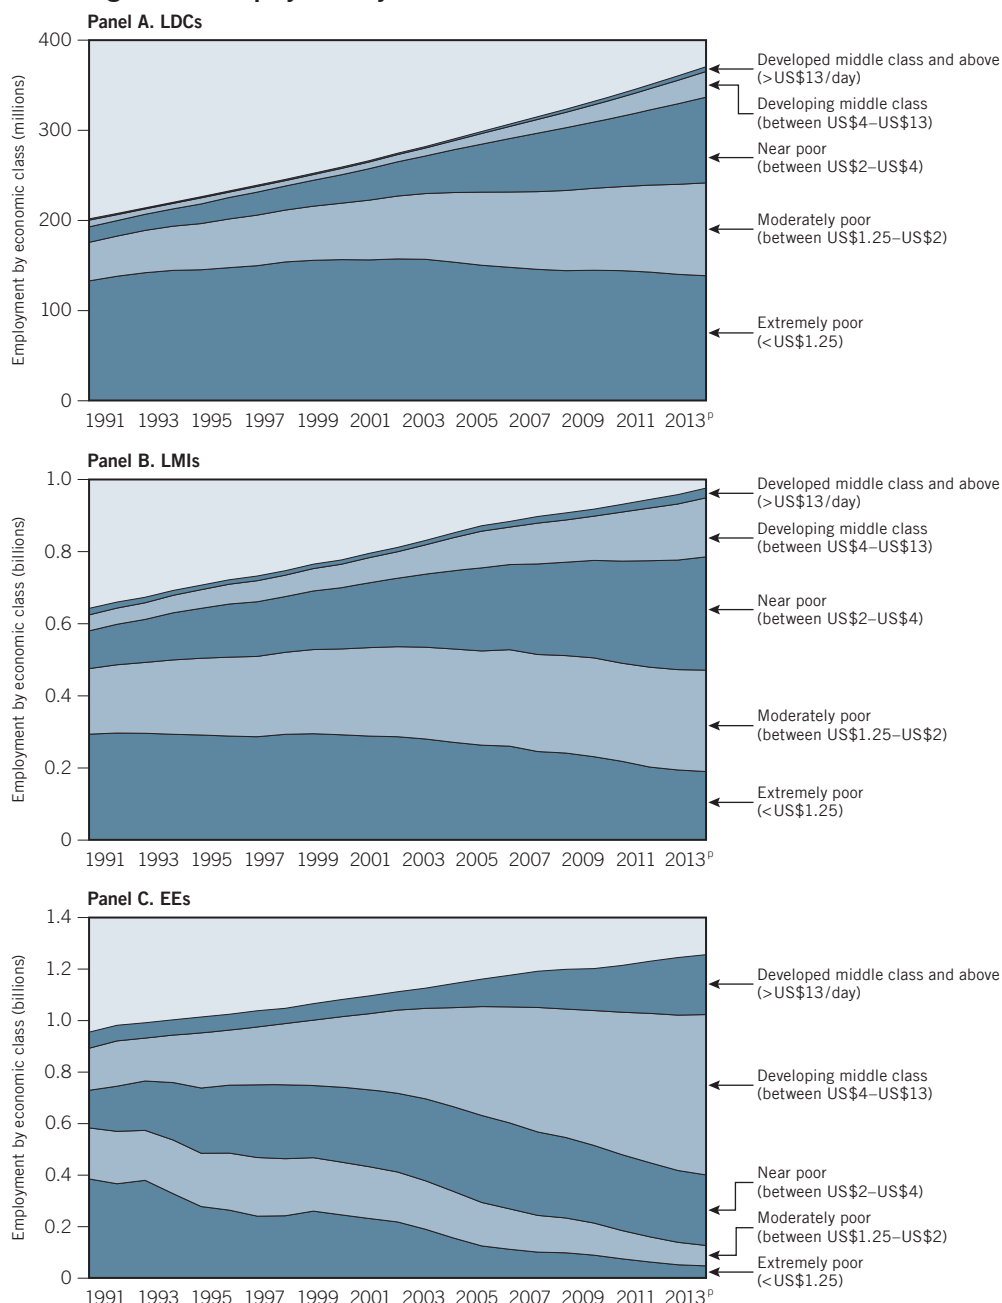 Panel A. LDCs
Employment by economic class (millions)
400
300
200
100
0
1991 1993 1995 1997 1999 2001 2003 2005 2007 2009 2011 2013p
Developed middle class and above
(>US$13/day)
Developing middle class
(between US$4–US$13)
Near poor
(between US$2–US$4)
Moderately poor
(between US$1.25–US$2)
Extremely poor
(<US$1.25)
Panel B. LMIs
Employment by economic class (billions)
1.0
0.8
0.6
0.4
0.2
0
1991 1993 1995 1997 1999 2001 2003 2005 2007 2009 2011 2013p
Developed middle class and above
(>US$13/day)
Developing middle class
(between US$4–US$13)
Near poor
(between US$2–US$4)
Moderately poor
(between US$1.25–US$2)
Extremely poor
(<US$1.25)
Panel C. EEs
Employment by economic class (billions)
1.4
1.2
1.0
0.8
0.6
0.4
0.2
0
1991 1993 1995 1997 1999 2001 2003 2005 2007 2009 2011 2013p
Developed middle class and above
(>US$13/day)
Developing middle class
(between US$4–US$13)
Near poor
(between US$2–US$4)
Moderately poor
(between US$1.25–US$2)
Extremely poor
(<US$1.25)